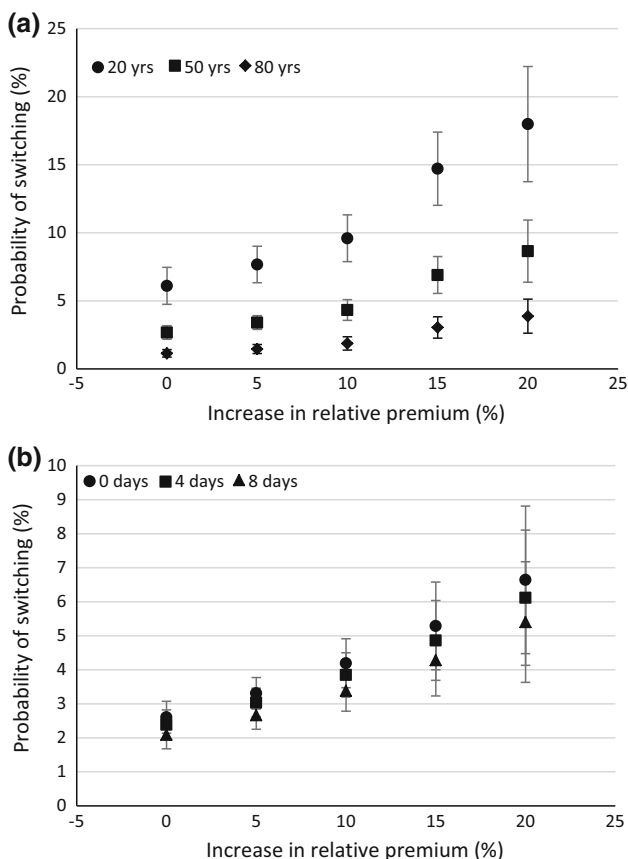 (a)
25
20 yrs 50 yrs 80 yrs
20
15
10
5
0
Probability of switching (%)
-5 0 5 10 15 20 25
Increase in relative premium (%)
(b)
10
0 days 4 days 8 days
9
8
7
6
5
4
3
2
1
0
Probability of switching (%)
-5 0 5 10 15 20 25
Increase in relative premium (%)